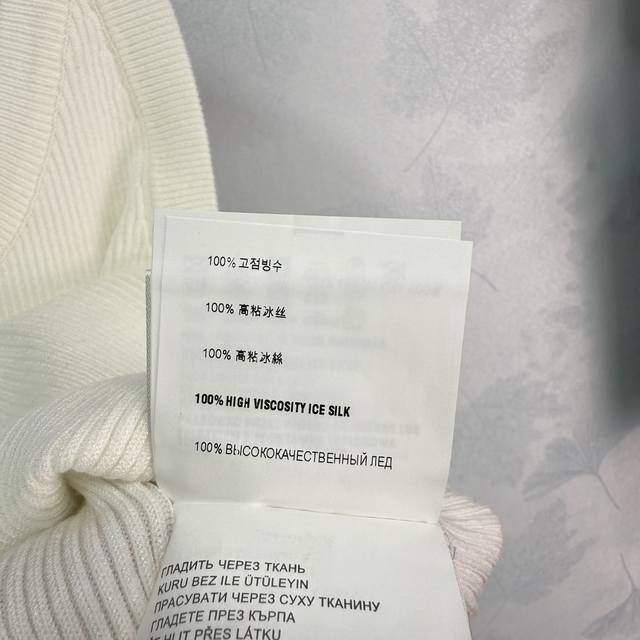 100% 고점빙수
100% 高粘冰丝
100% 高粘冰絲
100% HIGH VISCOSITY ICE SILK
100% ВЫСОКОКАЧЕСТВЕННЫЙ ЛЕД
ГЛАДИТЬ ЧЕРЕЗ ТКАНЬ
KURU BEZ ILE ÜTÜLEYIN
ПРАСУВАТИ ЧЕРЕЗ СУХУ ТКАНИНУ
ГЛАДЕТЕ ПРЕЗ КЪРПА
PŘES LÁTKU